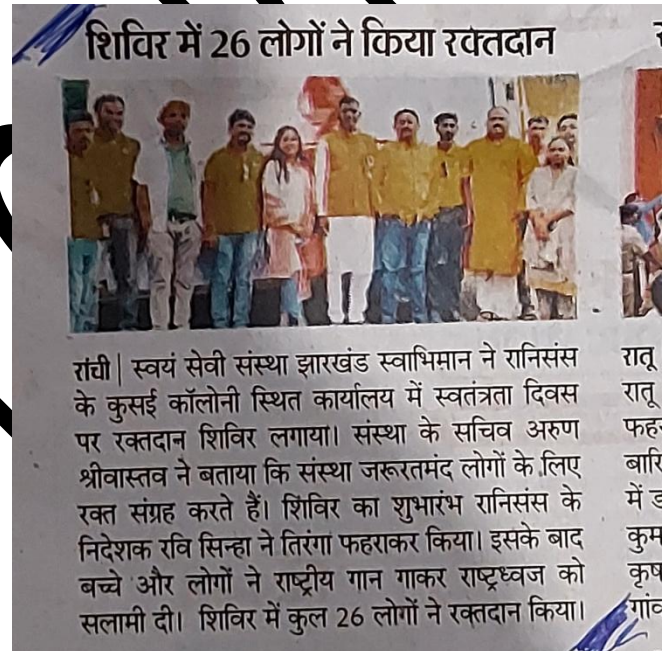 शिविर में 26 लोगों ने किया रक्तदान
रांची | स्वयं सेवी संस्था झारखंड स्वाभिमान ने रानिसंस
के कुसई कॉलोनी स्थित कार्यालय में स्वतंत्रता दिवस
पर रक्तदान शिविर लगाया। संस्था के सचिव अरुण
श्रीवास्तव ने बताया कि संस्था जरूरतमंद लोगों के लिए
रक्त संग्रह करते हैं। शिविर का शुभारंभ रानिसंस के
निदेशक रवि सिन्हा ने तिरंगा फहराकर किया। इसके बाद
बच्चे और लोगों ने राष्ट्रीय गान गाकर राष्ट्रध्वज को
सलामी दी। शिविर में कुल 26 लोगों ने रक्तदान किया।
रातू
रातू